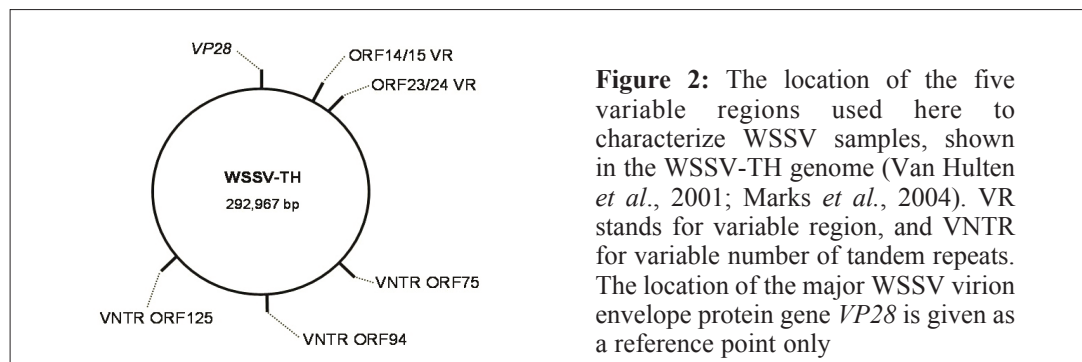 VP28
ORF14/15 VR
ORF23/24 VR
WSSV-TH
292,967 bp
VNTR ORF75
VNTR ORF125
VNTR ORF94
Figure 2: The location of the five
variable regions used here to
characterize WSSV samples, shown
in the WSSV-TH genome (Van Hulten
et al., 2001; Marks et al., 2004). VR
stands for variable region, and VNTR
for variable number of tandem repeats.
The location of the major WSSV virion
envelope protein gene VP28 is given as
a reference point only